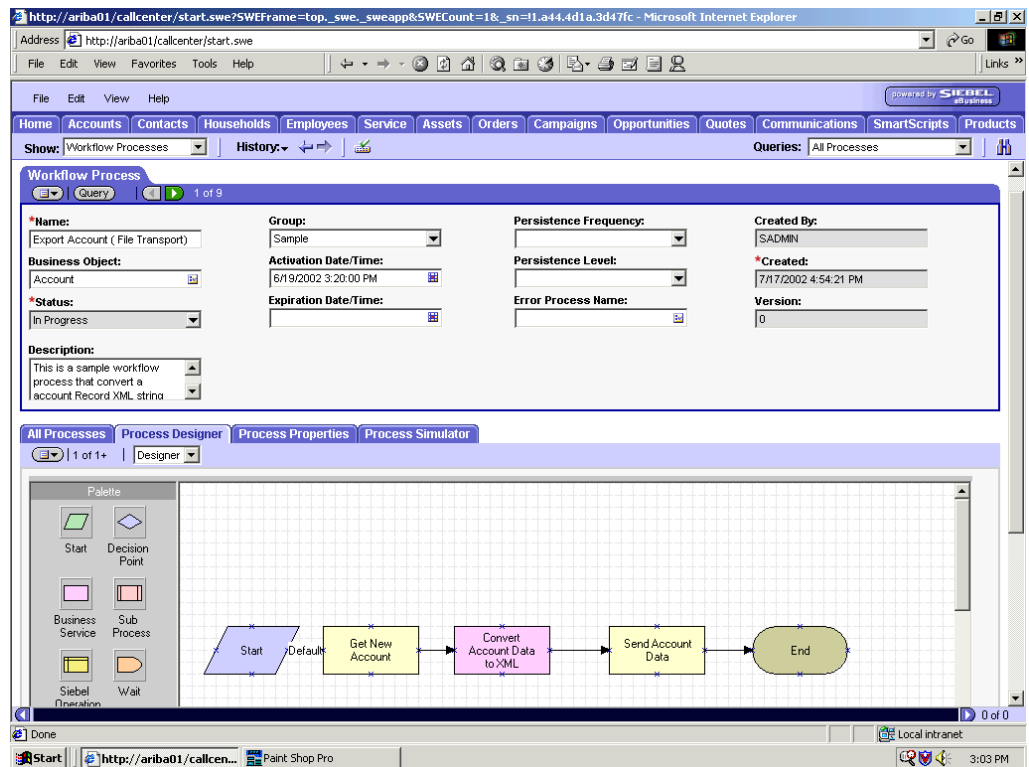 http://ariba01/callcenter/start.swe?SWEFrame=top._swe._sweapp&SWECount=1&_sn=!1.a44.4d1a.3d47fc - Microsoft Internet Explorer
Address http://ariba01/callcenter/start.swe Go
File Edit View Favorites Tools Help Links »
File Edit View Help powered by SIEBEL eBusiness
Home Accounts Contacts Households Employees Service Assets Orders Campaigns Opportunities Quotes Communications SmartScripts Products
Show: Workflow Processes History: Queries: All Processes
Workflow Process
Query 1 of 9
*Name: Group: Persistence Frequency: Created By:
Export Account ( File Transport) Sample SADMIN
Business Object: Activation Date/Time: Persistence Level: *Created:
Account 6/19/2002 3:20:00 PM 7/17/2002 4:54:21 PM
*Status: Expiration Date/Time: Error Process Name: Version:
In Progress 0
Description:
This is a sample workflow
process that convert a
account Record XML string
All Processes Process Designer Process Properties Process Simulator
1 of 1+ Designer
Palette
Start Decision Point
Business Service Sub Process
Siebel Operation Wait
Start
Default
Get New
Account
Convert
Account Data
to XML
Send Account
Data
End
0 of 0
Done Local intranet
Start http://ariba01/callcen... Paint Shop Pro 3:03 PM